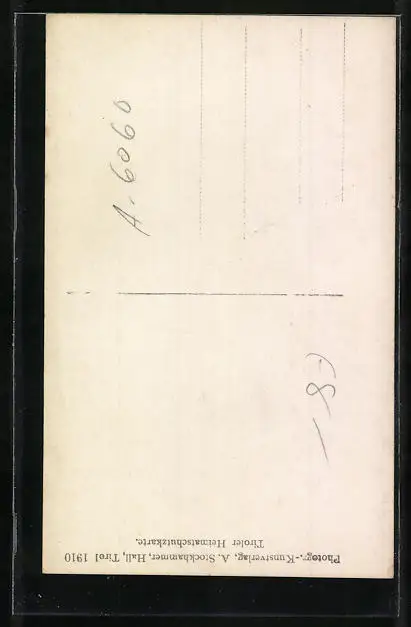 A. 6060
Photogr.-Kunstverlag, A. Stockhammer, Hall, Tirol 1910
Tiroler Heimatschutzkarte.